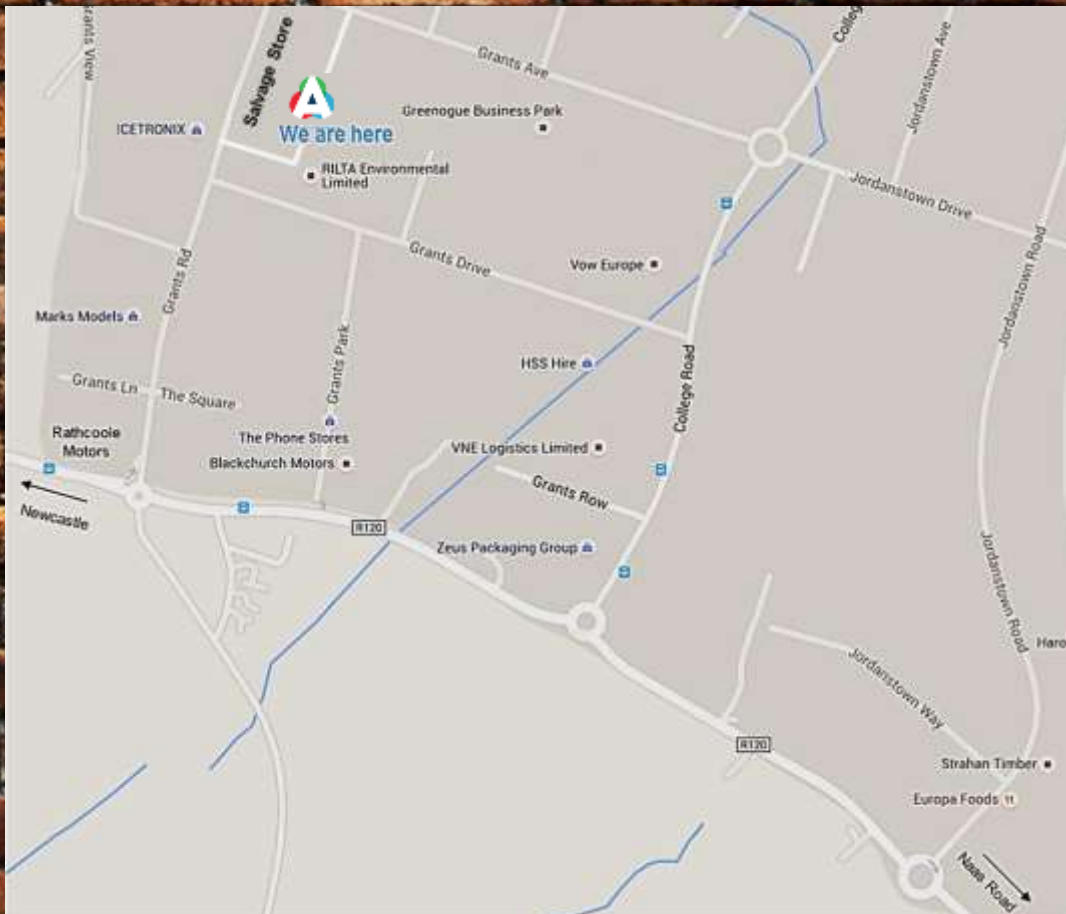 Grants View
Salvage Store
College
Grants Ave
Jordanstown Ave
A
We are here
ICETRONIX
Greenogue Business Park
RILTA Environmental
Limited
Jordanstown Drive
Grants Drive
Vow Europe
Grants Rd
Jordanstown Road
Marks Models
Grants Park
HSS Hire
College Road
Grants Ln
The Square
Rathcoole
Motors
The Phone Stores
Blackchurch Motors
VNE Logistics Limited
Grants Row
Newcastle
R120
Zeus Packaging Group
Jordanstown Road
Haro
Jordanstown Way
R120
Strahan Timber
Europa Foods
Naas Road